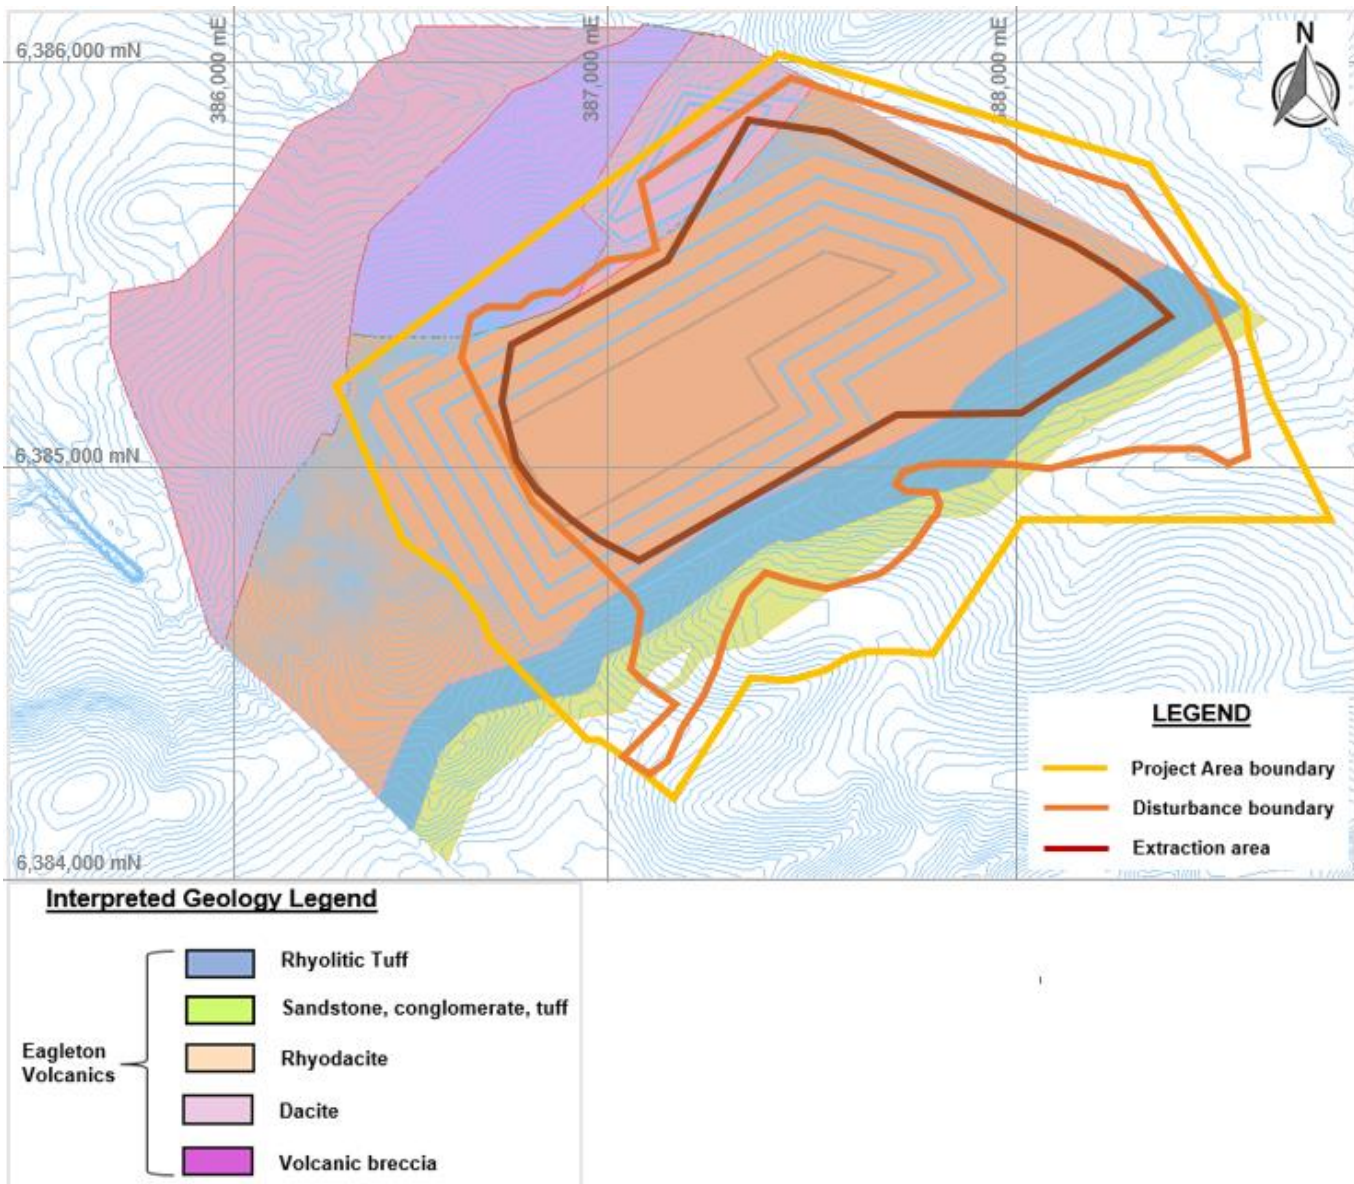 N
6,386,000 mN
386,000 mE
387,000 mE
388,000 mE
6,385,000 mN
6,384,000 mN
LEGEND
Project Area boundary
Disturbance boundary
Extraction area
Interpreted Geology Legend
Eagleton
Volcanics
Rhyolitic Tuff
Sandstone, conglomerate, tuff
Rhyodacite
Dacite
Volcanic breccia